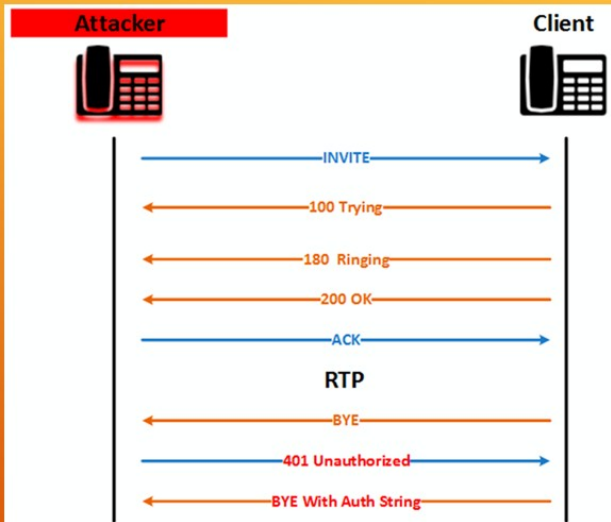 Attacker
Client
INVITE
100 Trying
180 Ringing
200 OK
ACK
RTP
BYE
401 Unauthorized
BYE With Auth String